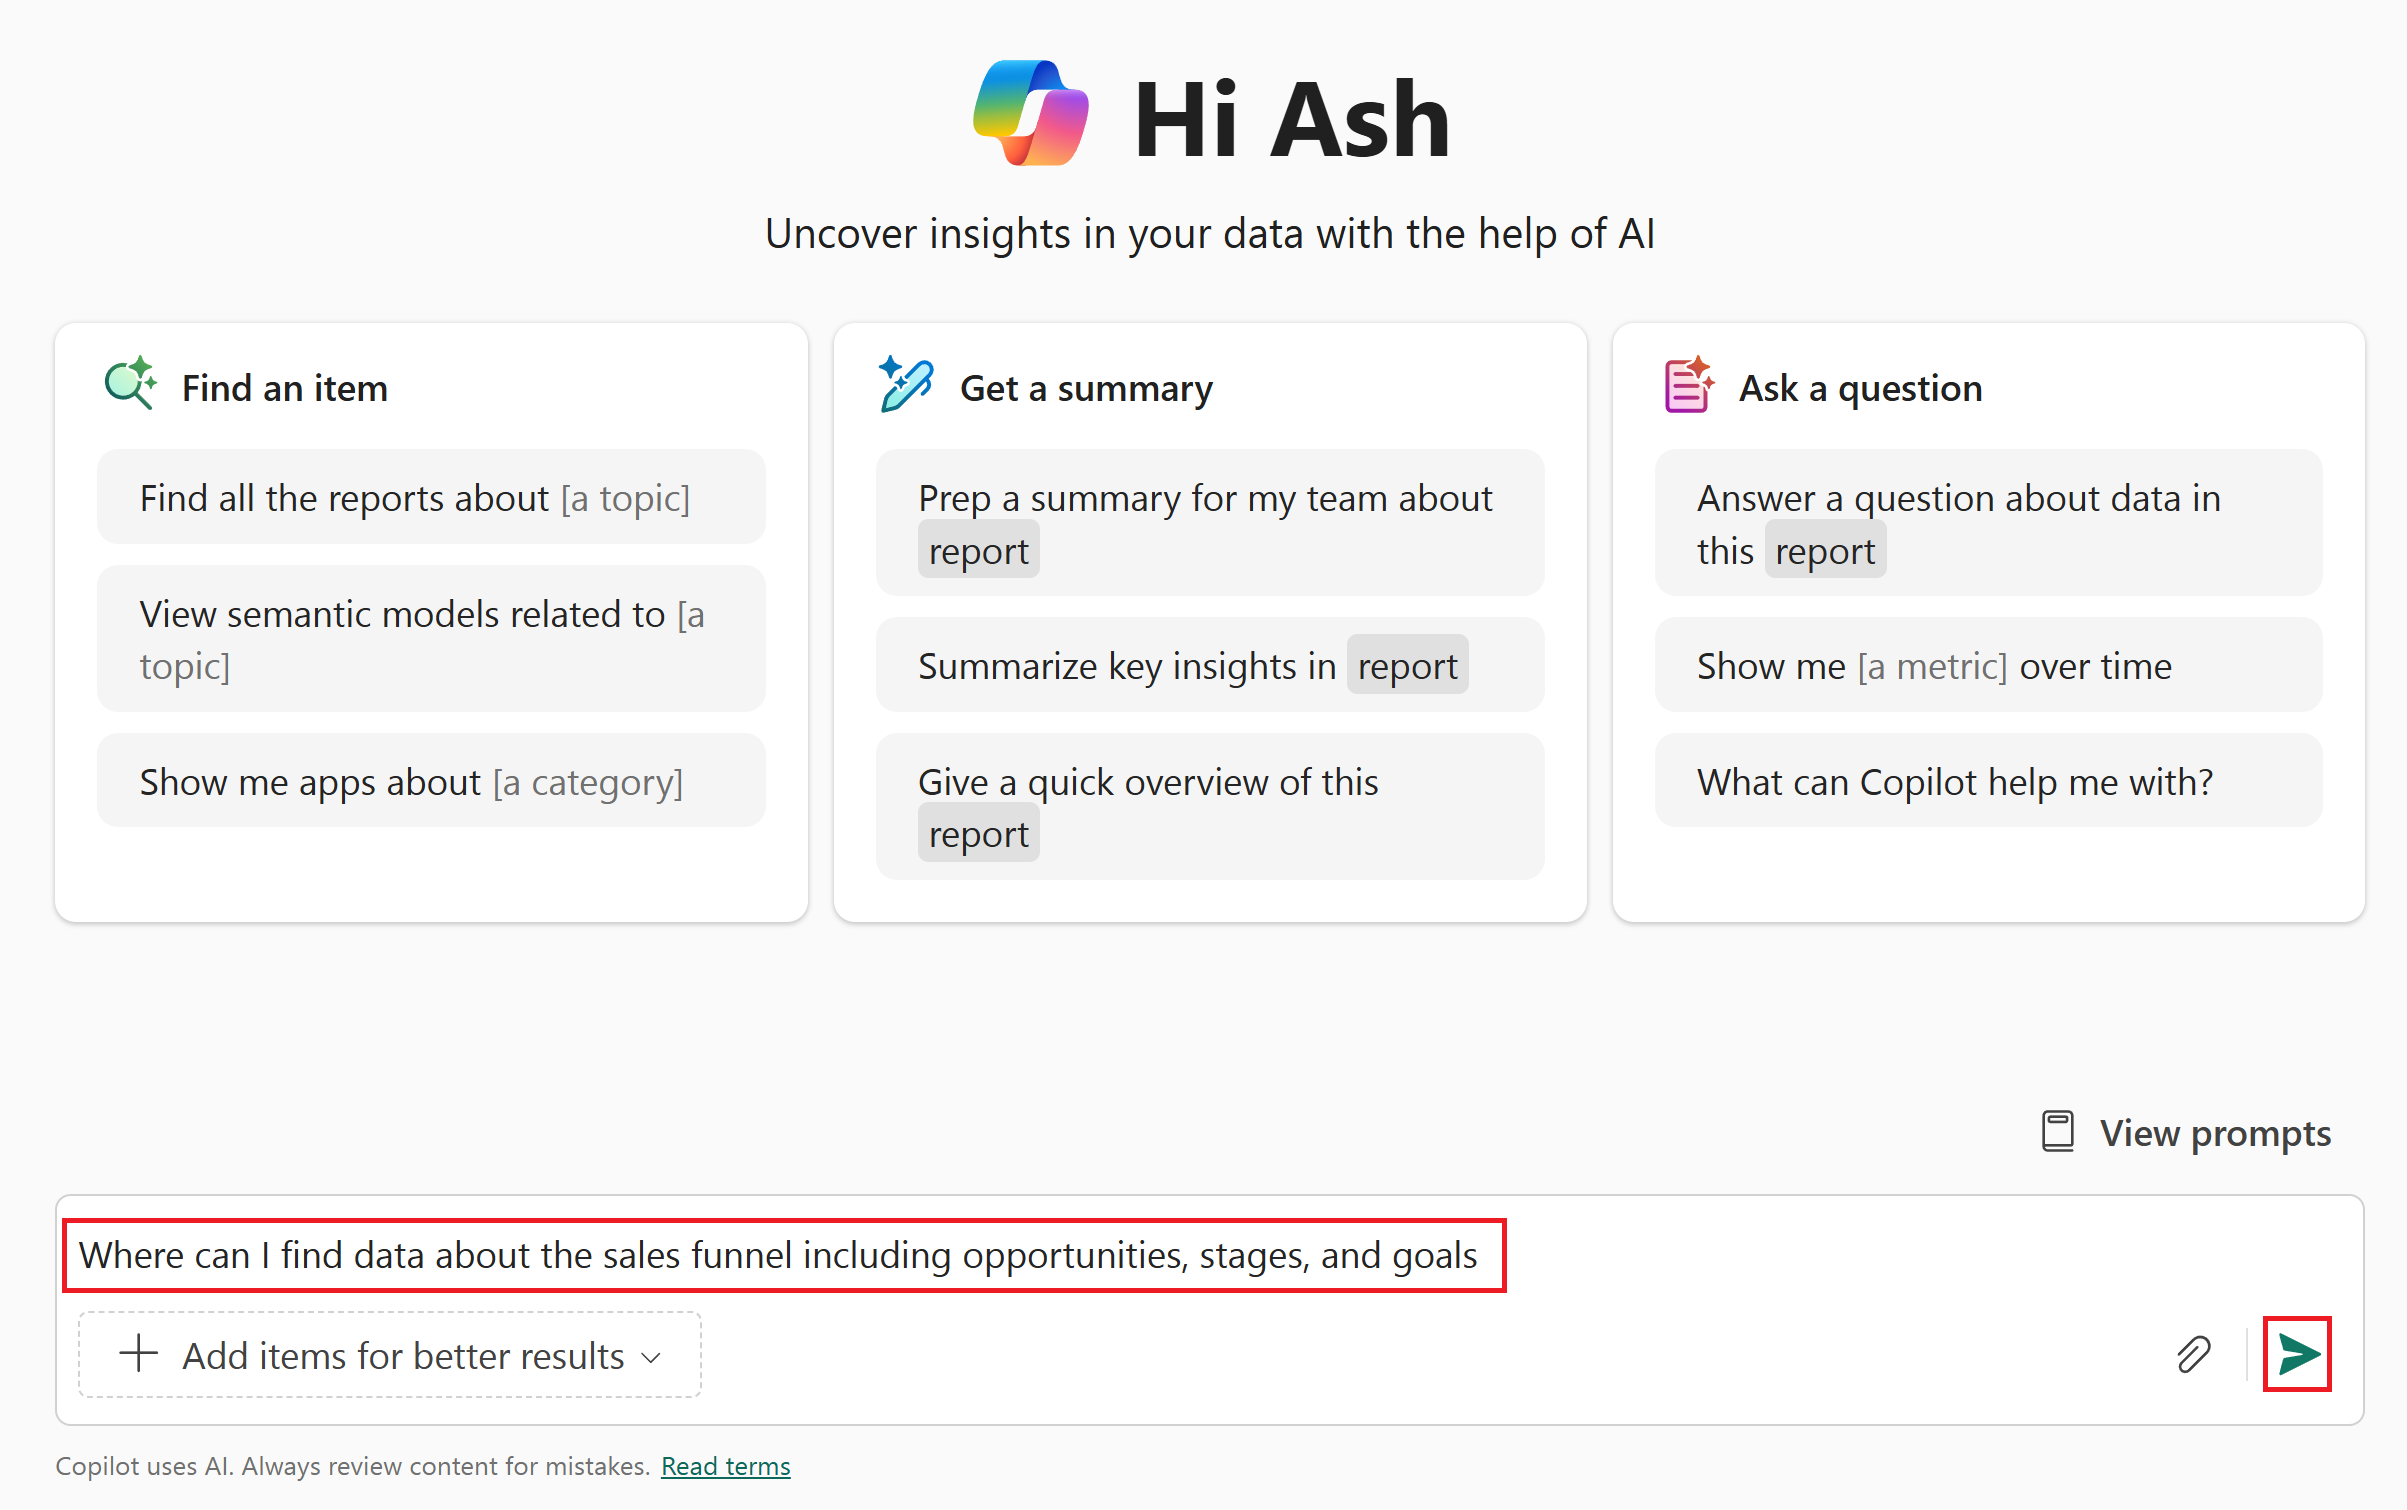 Hi Ash
Uncover insights in your data with the help of AI
Find an item
Find all the reports about [a topic]
View semantic models related to [a
topic]
Show me apps about [a category]
Get a summary
Prep a summary for my team about
report
Summarize key insights in report
Give a quick overview of this
report
Ask a question
Answer a question about data in
this report
Show me [a metric] over time
What can Copilot help me with?
View prompts
Where can I find data about the sales funnel including opportunities, stages, and goals
Add items for better results
Copilot uses AI. Always review content for mistakes. Read terms